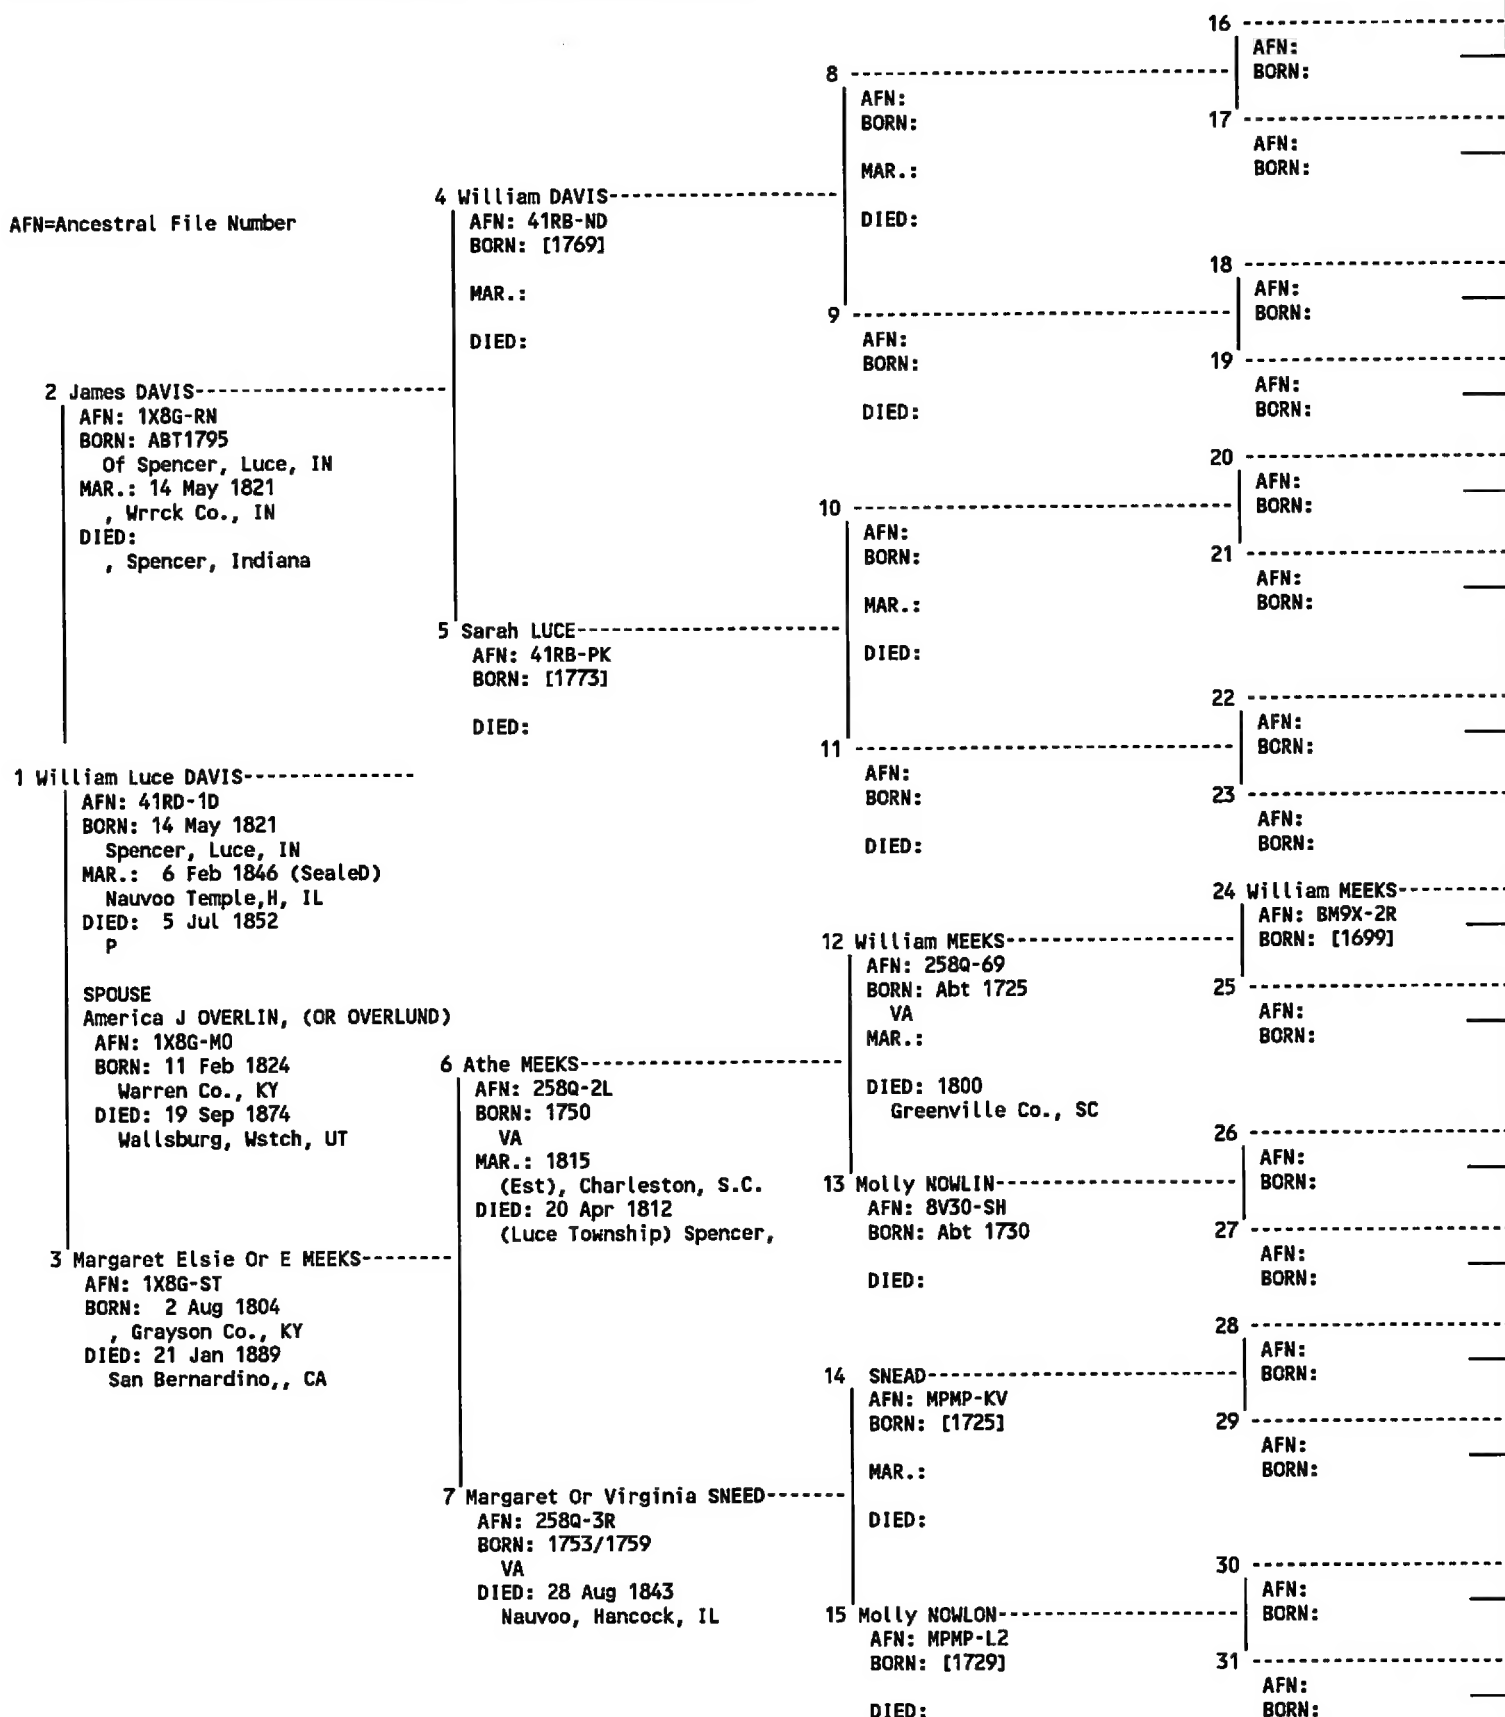 16
AFN:
BORN:
8
AFN:
BORN:
MAR.:
DIED:
17
AFN:
BORN:
4 William DAVIS
AFN: 41RB-ND
BORN: [1769]
MAR.:
DIED:
AFN=Ancestral File Number
18
AFN:
BORN:
9
AFN:
BORN:
DIED:
19
AFN:
BORN:
2 James DAVIS
AFN: 1X8G-RN
BORN: ABT1795
Of Spencer, Luce, IN
MAR.: 14 May 1821
, Wrrck Co., IN
DIED:
, Spencer, Indiana
20
AFN:
BORN:
10
AFN:
BORN:
MAR.:
DIED:
21
AFN:
BORN:
5 Sarah LUCE
AFN: 41RB-PK
BORN: [1773]
DIED:
22
AFN:
BORN:
11
AFN:
BORN:
DIED:
23
AFN:
BORN:
1 William Luce DAVIS
AFN: 41RD-1D
BORN: 14 May 1821
Spencer, Luce, IN
MAR.: 6 Feb 1846 (SealeD)
Nauvoo Temple,H, IL
DIED: 5 Jul 1852
P
SPOUSE
America J OVERLIN, (OR OVERLUND)
AFN: 1X8G-M0
BORN: 11 Feb 1824
Warren Co., KY
DIED: 19 Sep 1874
Wallsburg, Wstch, UT
24 William MEEKS
AFN: BM9X-2R
BORN: [1699]
12 William MEEKS
AFN: 258Q-69
BORN: Abt 1725
VA
MAR.:
DIED: 1800
Greenville Co., SC
25
AFN:
BORN:
6 Athe MEEKS
AFN: 258Q-2L
BORN: 1750
VA
MAR.: 1815
(Est), Charleston, S.C.
DIED: 20 Apr 1812
(Luce Township) Spencer,
26
AFN:
BORN:
13 Molly NOWLIN
AFN: 8V30-SH
BORN: Abt 1730
DIED:
27
AFN:
BORN:
3 Margaret Elsie Or E MEEKS
AFN: 1X8G-ST
BORN: 2 Aug 1804
, Grayson Co., KY
DIED: 21 Jan 1889
San Bernardino,, CA
28
AFN:
BORN:
14 SNEAD
AFN: MPMP-KV
BORN: [1725]
MAR.:
DIED:
29
AFN:
BORN:
7 Margaret Or Virginia SNEED
AFN: 258Q-3R
BORN: 1753/1759
VA
DIED: 28 Aug 1843
Nauvoo, Hancock, IL
30
AFN:
BORN:
15 Molly NOWLON
AFN: MPMP-L2
BORN: [1729]
DIED:
31
AFN:
BORN: